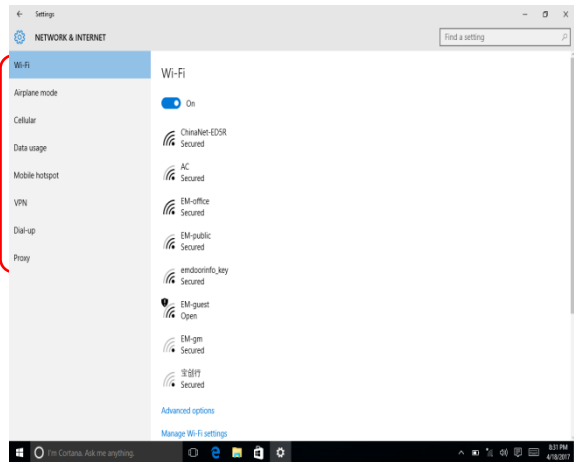 Settings
NETWORK & INTERNET
Find a setting
Wi-Fi
Airplane mode
Cellular
Data usage
Mobile hotspot
VPN
Dial-up
Proxy
Wi-Fi
On
ChinaNet-ED5R
Secured
AC
Secured
EM-office
Secured
EM-public
Secured
emdoorinfo_key
Secured
EM-guest
Open
EM-gm
Secured
宝创行
Secured
Advanced options
Manage Wi-Fi settings
I'm Cortana. Ask me anything.
8:31 PM
4/18/2017